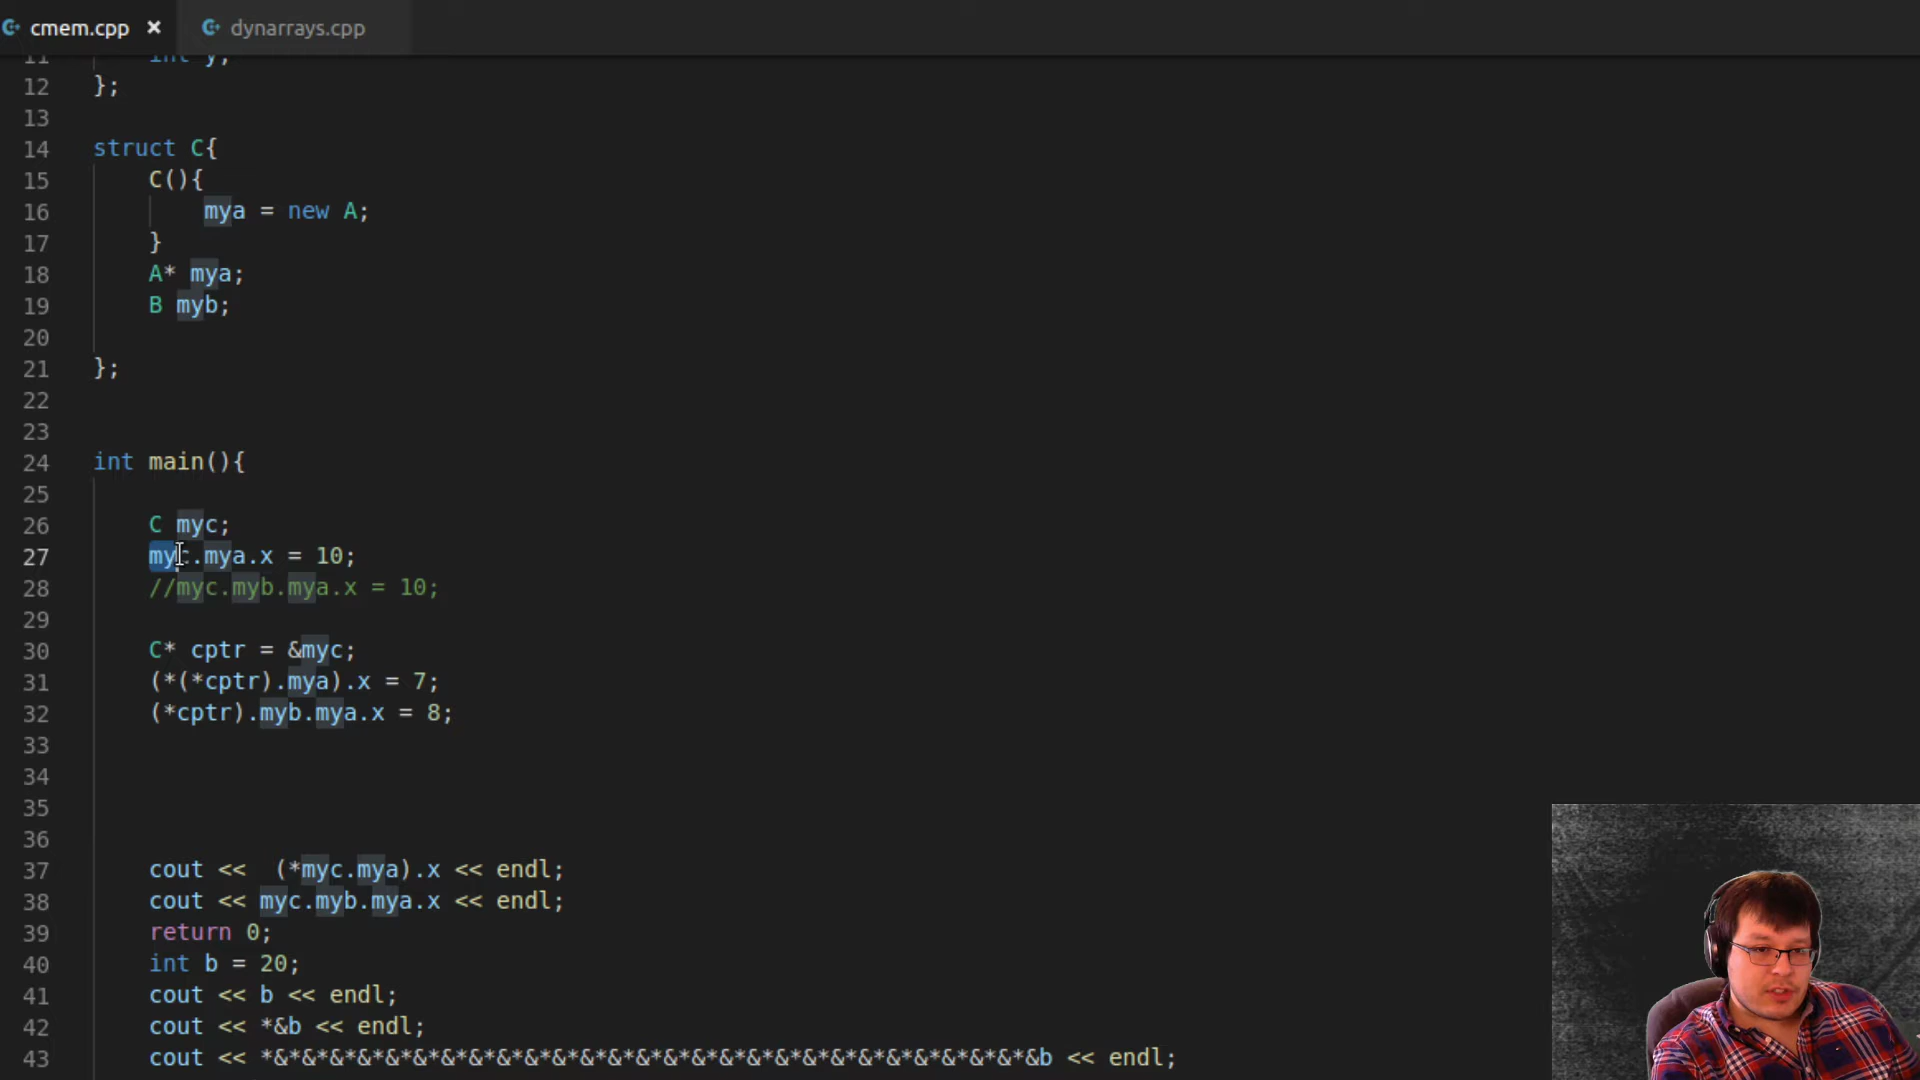 cmem.cpp × dynarrays.cpp
11 int y;
12 };
13
14 struct C{
15 C(){
16 mya = new A;
17 }
18 A* mya;
19 B myb;
20
21 };
22
23
24 int main(){
25
26 C myc;
27 myc.mya.x = 10;
28 //myc.myb.mya.x = 10;
29
30 C* cptr = &myc;
31 (*(*cptr).mya).x = 7;
32 (*cptr).myb.mya.x = 8;
33
34
35
36
37 cout << (*myc.mya).x << endl;
38 cout << myc.myb.mya.x << endl;
39 return 0;
40 int b = 20;
41 cout << b << endl;
42 cout << *&b << endl;
43 cout << *&*&*&*&*&*&*&*&*&*&*&*&*&*&*&*&*&*&*&*&*&*&*&*&*&*&*&*&b << endl;